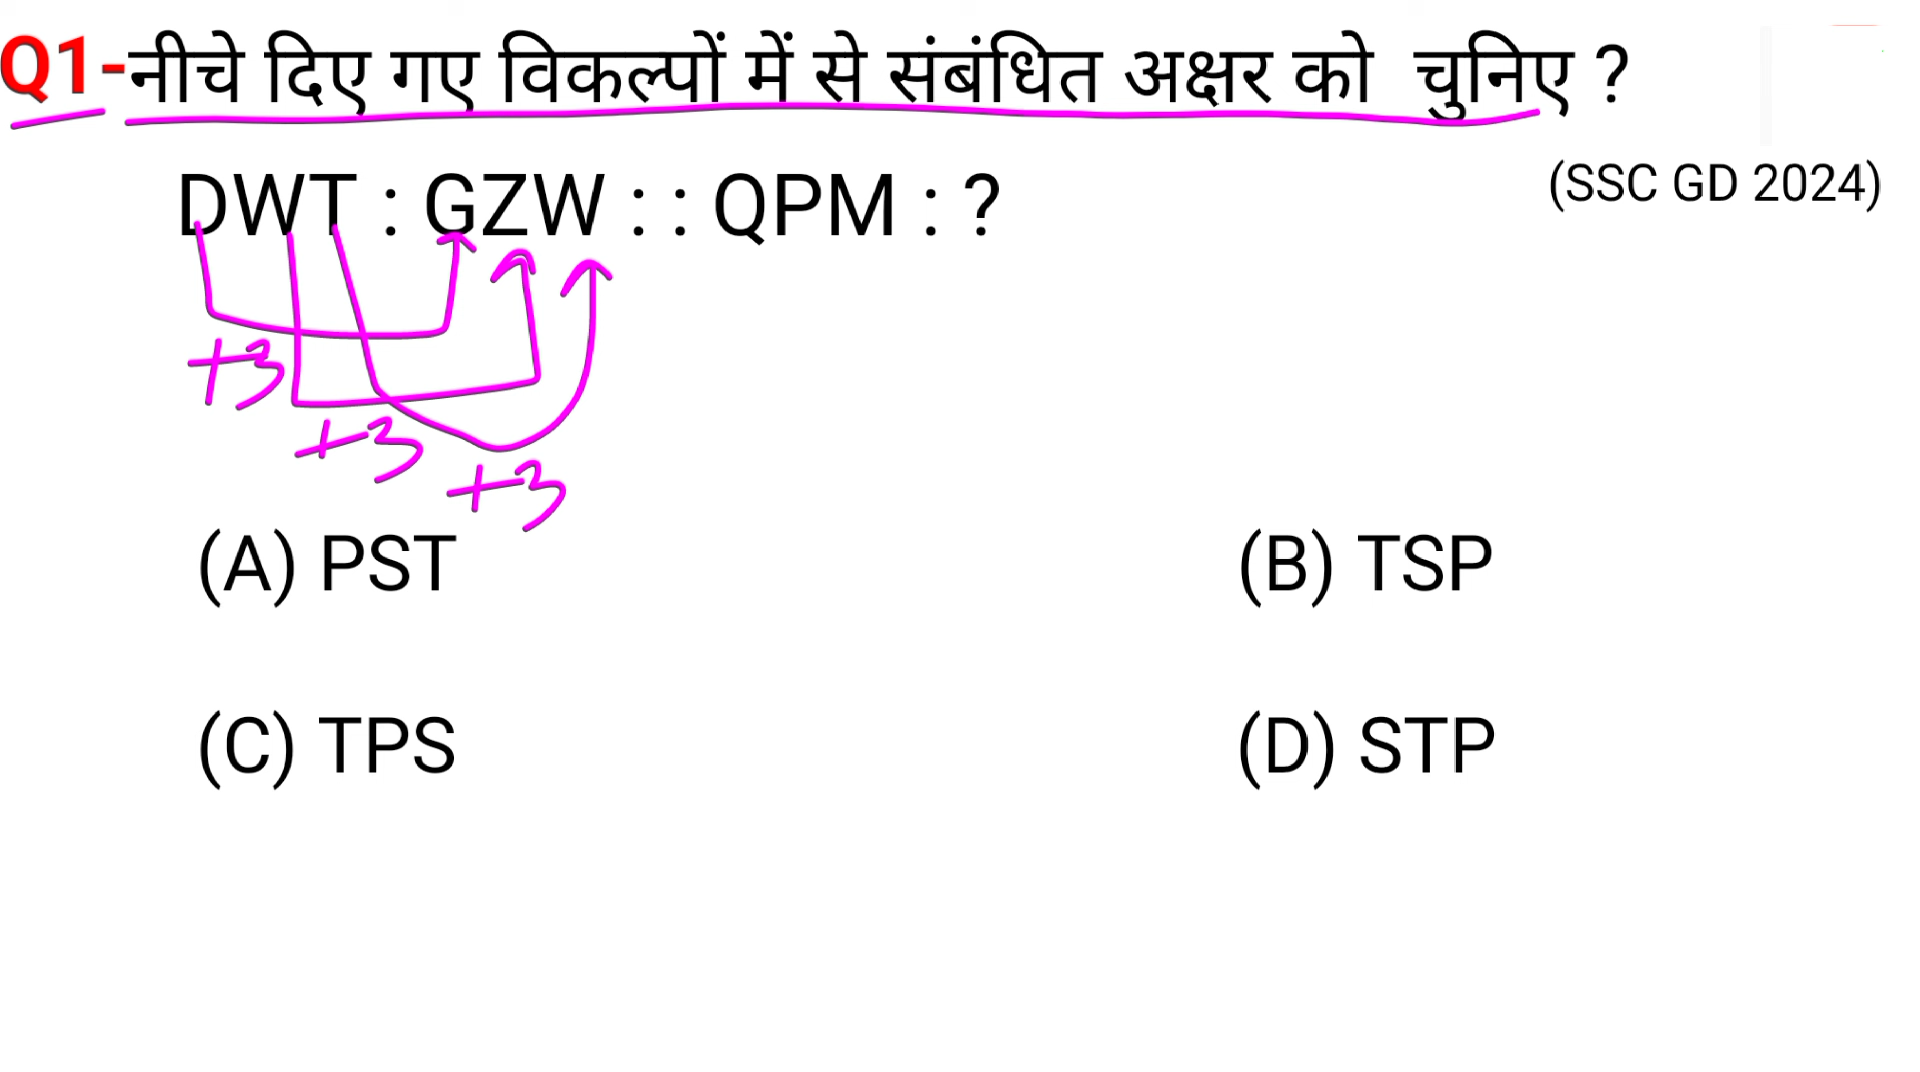 Q1-नीचे दिए गए विकल्पों में से संबंधित अक्षर को चुनिए ?
DWT : GZW : : QPM : ?
(SSC GD 2024)
+3
+3
+3
(A) PST
(B) TSP
(C) TPS
(D) STP